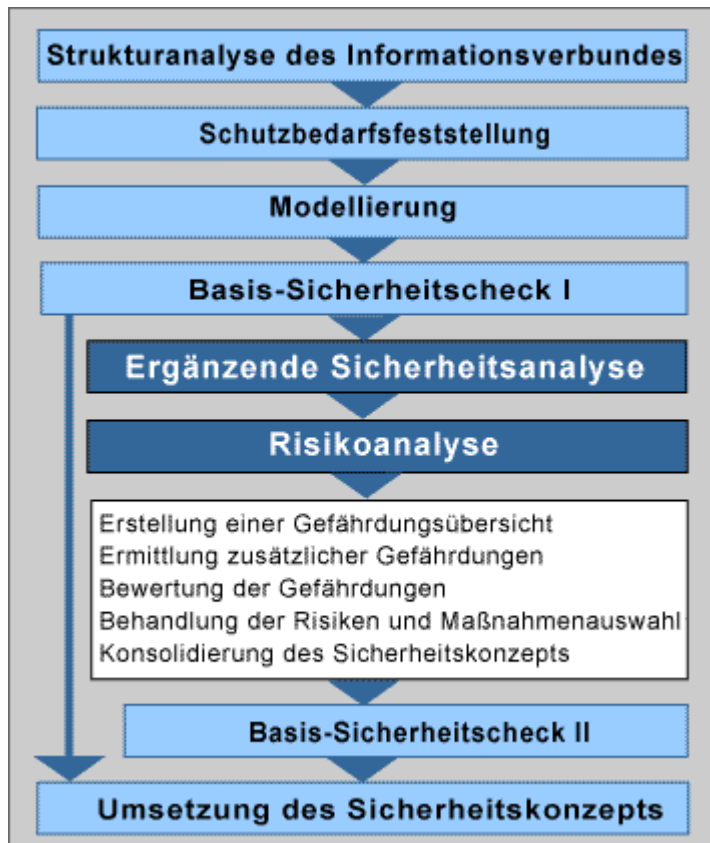 Strukturanalyse des Informationsverbundes
Schutzbedarfsfeststellung
Modellierung
Basis-Sicherheitscheck I
Ergänzende Sicherheitsanalyse
Risikoanalyse
Erstellung einer Gefährdungsübersicht
Ermittlung zusätzlicher Gefährdungen
Bewertung der Gefährdungen
Behandlung der Risiken und Maßnahmenauswahl
Konsolidierung des Sicherheitskonzepts
Basis-Sicherheitscheck II
Umsetzung des Sicherheitskonzepts